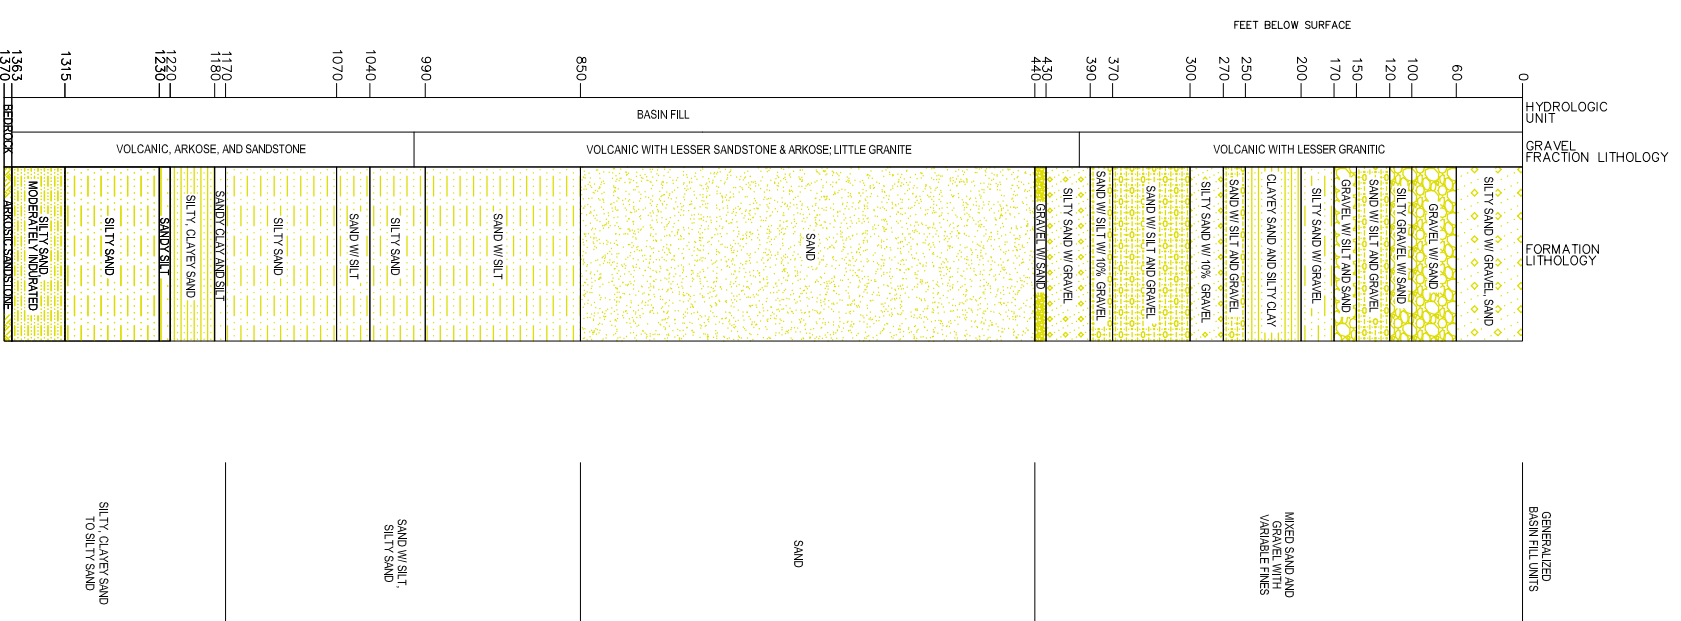 FEET BELOW SURFACE
0
60
100
120
150
170
200
250
270
300
370
390
430
440
850
990
1040
1070
1170
1180
1220
1230
1315
1363
1370
HYDROLOGIC
UNIT
BASIN FILL
BEDROCK
GRAVEL
FRACTION LITHOLOGY
VOLCANIC WITH LESSER GRANITIC
VOLCANIC WITH LESSER SANDSTONE & ARKOSE; LITTLE GRANITE
VOLCANIC, ARKOSE, AND SANDSTONE
FORMATION
LITHOLOGY
SILTY SAND W/ GRAVEL, SAND
GRAVEL W/ SAND
SILTY GRAVEL W/ SAND
SAND W/ SILT AND GRAVEL
GRAVEL W/ SILT AND SAND
SILTY SAND W/ GRAVEL
CLAYEY SAND AND SILTY CLAY
SAND W/ SILT AND GRAVEL
SILTY SAND W/ 10% GRAVEL
SAND W/ SILT AND GRAVEL
SAND W/ SILT W/ 10% GRAVEL
SILTY SAND W/ GRAVEL
GRAVEL W/ SAND
SAND
SAND W/ SILT
SILTY SAND
SAND W/ SILT
SILTY SAND
SANDY CLAY AND SILT
SILTY, CLAYEY SAND
SANDY SILT
SILTY SAND
SILTY SAND
MODERATELY INDURATED
ARKOSIC SANDSTONE
GENERALIZED
BASIN FILL UNITS
MIXED SAND AND
GRAVEL WITH
VARIABLE FINES
SAND
SAND W/ SILT,
SILTY SAND
SILTY, CLAYEY SAND
TO SILTY SAND